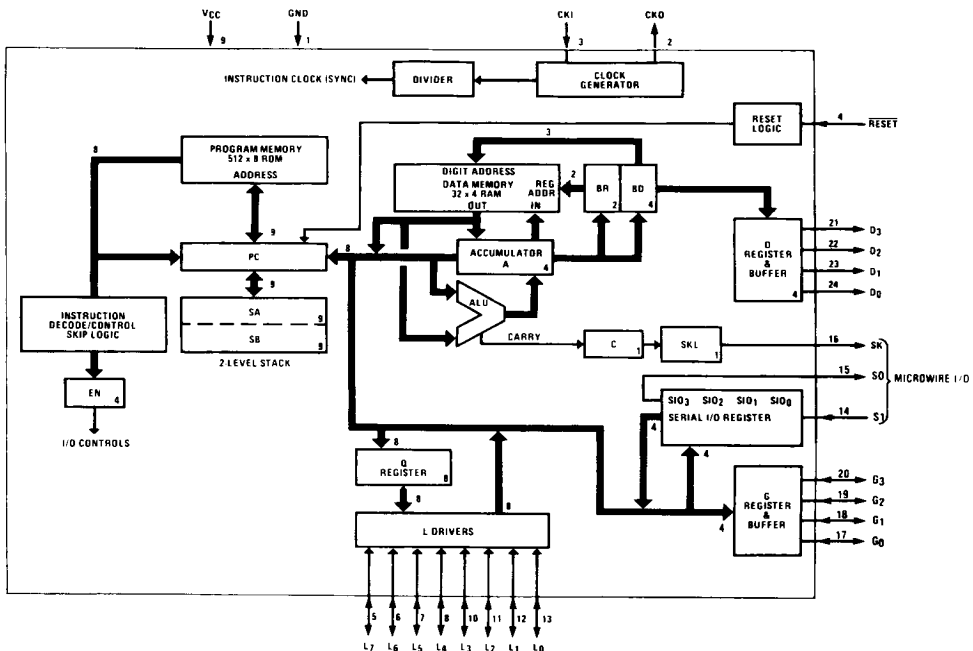 VCC GND CKI CKO
9 1 3 2
INSTRUCTION CLOCK (SYNC)
DIVIDER
CLOCK
GENERATOR
RESET
LOGIC
4
RESET
8
PROGRAM MEMORY
512 x 8 ROM
ADDRESS
9
PC
8
9
SA 9
SB 9
2-LEVEL STACK
INSTRUCTION
DECODE/CONTROL
SKIP LOGIC
EN 4
I/O CONTROLS
3
DIGIT ADDRESS
DATA MEMORY
32 x 4 RAM
REG
ADDR
OUT IN
2
BR 2
BD 4
ACCUMULATOR
A 4
ALU
CARRY
C 1
SKL 1
D
REGISTER
&
BUFFER
4
21 D3
22 D2
23 D1
24 D0
16 SK
15 SO
14 SI
MICROWIRE I/O
SIO3 SIO2 SIO1 SIO0
SERIAL I/O REGISTER
4
4
8
Q
REGISTER
8
8
8
L DRIVERS
4
G
REGISTER
&
BUFFER
20 G3
19 G2
18 G1
17 G0
5 6 7 8 10 11 12 13
L7 L6 L5 L4 L3 L2 L1 L0